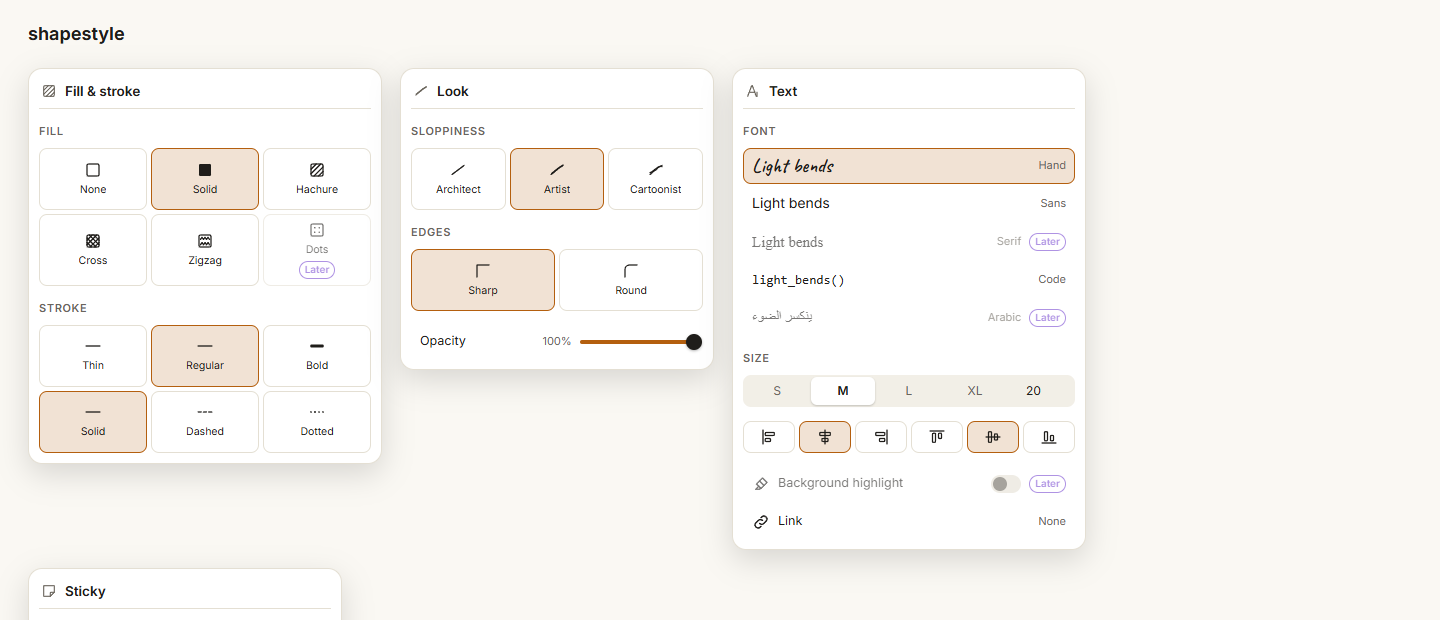 shapestyle
Fill & stroke
FILL
None
Solid
Hachure
Cross
Zigzag
Dots
Later
STROKE
Thin
Regular
Bold
Solid
Dashed
Dotted
Look
SLOPPINESS
Architect
Artist
Cartoonist
EDGES
Sharp
Round
Opacity 100%
Text
FONT
Light bends Hand
Light bends Sans
Light bends Serif Later
light_bends() Code
ينكسر الضوء Arabic Later
SIZE
S M L XL 20
Background highlight Later
Link None
Sticky